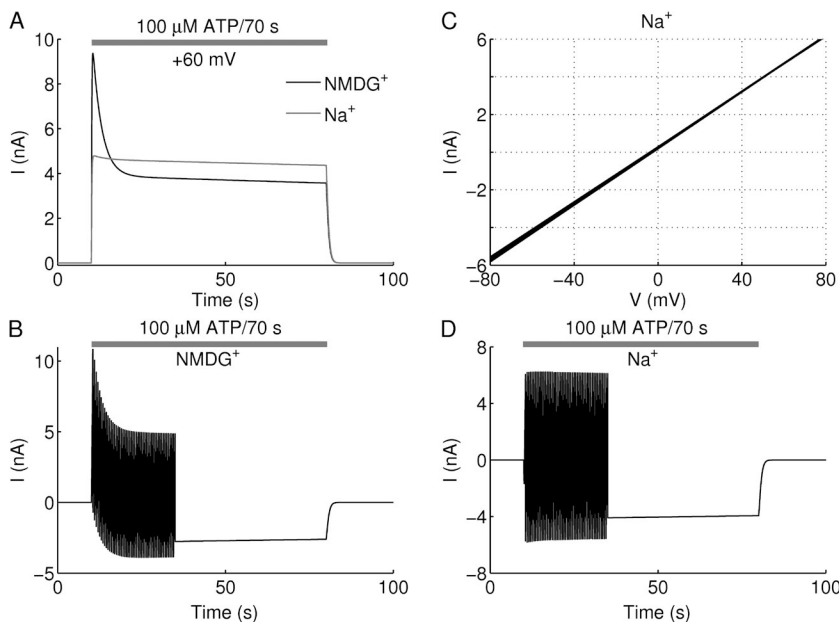 A
100 μM ATP/70 s
+60 mV
NMDG+
Na+
10
8
6
4
2
0
I (nA)
0
50
100
Time (s)
C
Na+
6
4
2
0
−2
−4
−6
I (nA)
−80
−40
0
40
80
V (mV)
B
100 μM ATP/70 s
NMDG+
10
5
0
−5
I (nA)
0
50
100
Time (s)
D
100 μM ATP/70 s
Na+
8
4
0
−4
−8
I (nA)
0
50
100
Time (s)